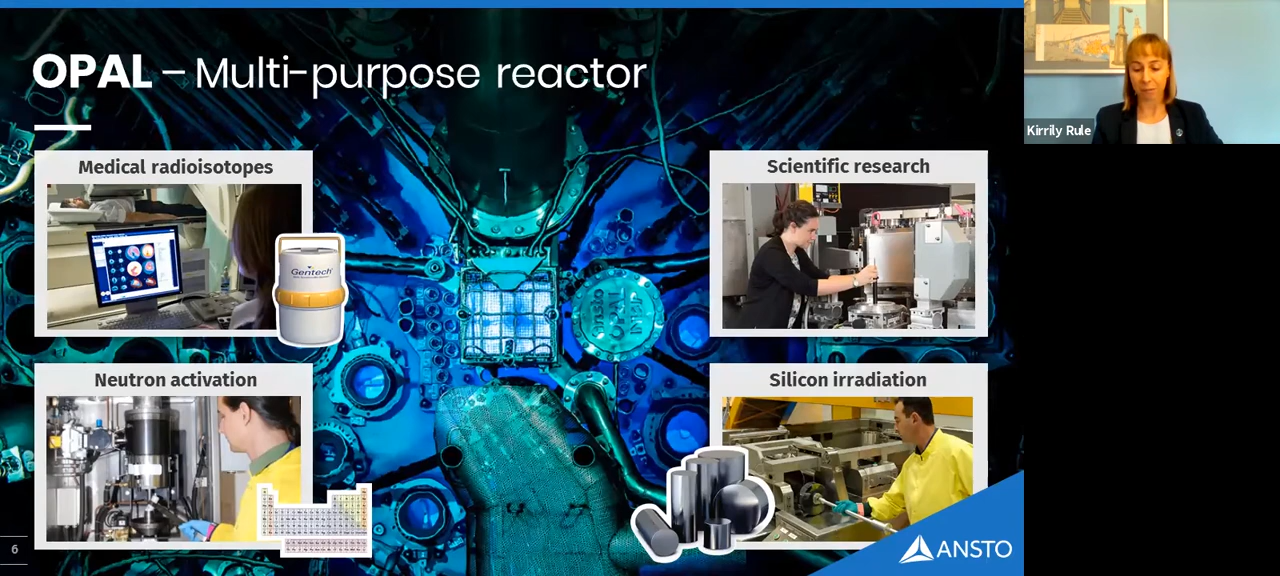 OPAL – Multi-purpose reactor
Medical radioisotopes
Gentech
Scientific research
Neutron activation
Silicon irradiation
6
ANSTO
Kirrily Rule